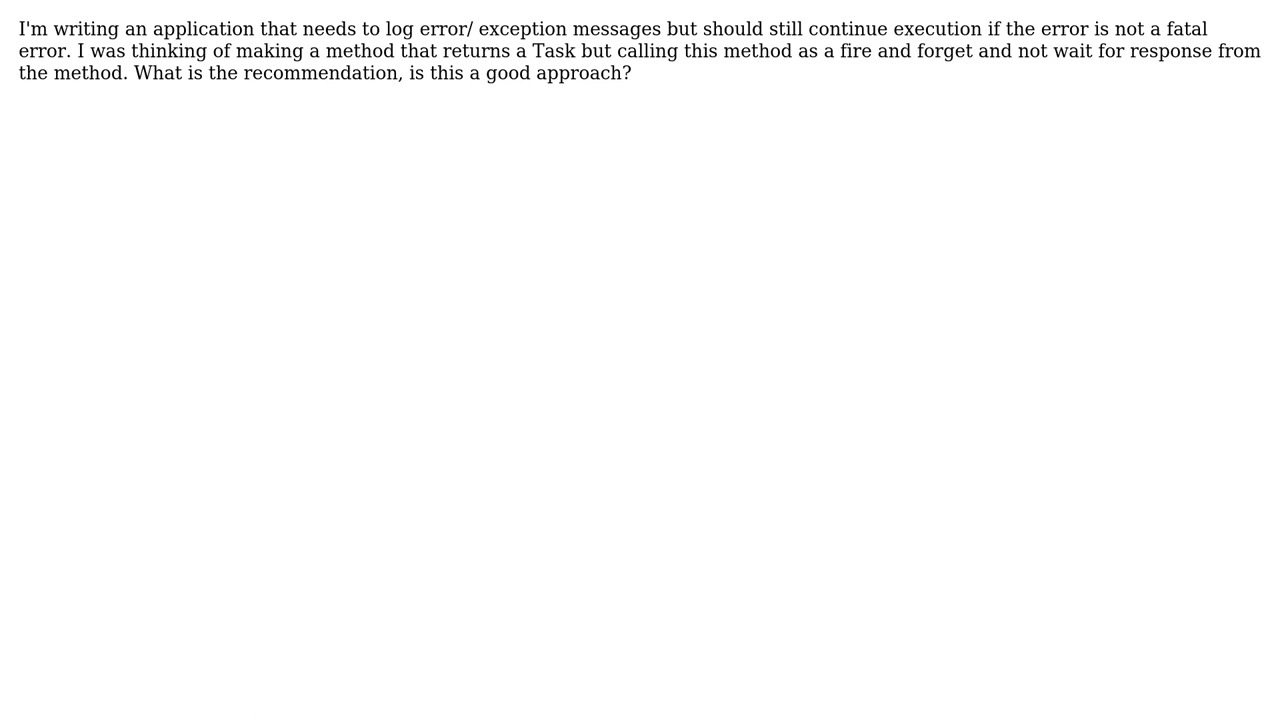 I'm writing an application that needs to log error/ exception messages but should still continue execution if the error is not a fatal
error. I was thinking of making a method that returns a Task but calling this method as a fire and forget and not wait for response from
the method. What is the recommendation, is this a good approach?